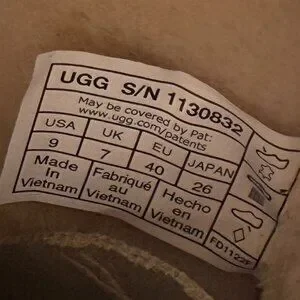 UGG S/N 1130832
May be covered by Pat:
www.ugg.com/patents
USA UK EU JAPAN
9 7 40 26
Made In Vietnam
Fabriqué au Vietnam
Hecho en Vietnam